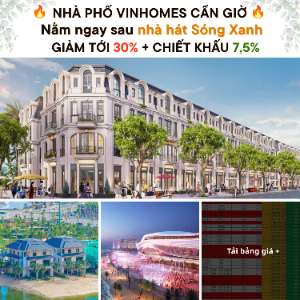 🔥 NHÀ PHỐ VINHOMES CẦN GIỜ 🔥
Nằm ngay sau nhà hát Sóng Xanh
GIẢM TỚI 30% + CHIẾT KHẤU 7,5%
Tải bảng giá +